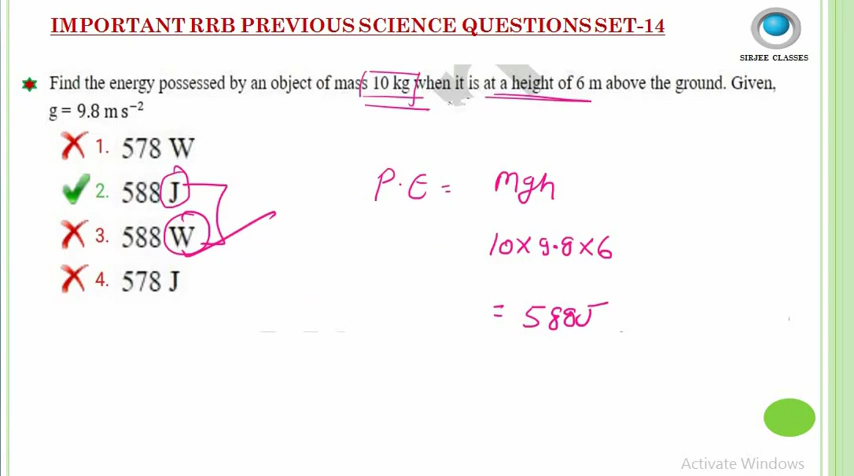 IMPORTANT RRB PREVIOUS SCIENCE QUESTIONS SET-14
SIRJEE CLASSES
Find the energy possessed by an object of mass 10 kg when it is at a height of 6 m above the ground. Given,
g = 9.8 m s⁻²
1. 578 W
2. 588 J
3. 588 W
4. 578 J
P.E = mgh
10 × 9.8 × 6
= 588J
Activate Windows